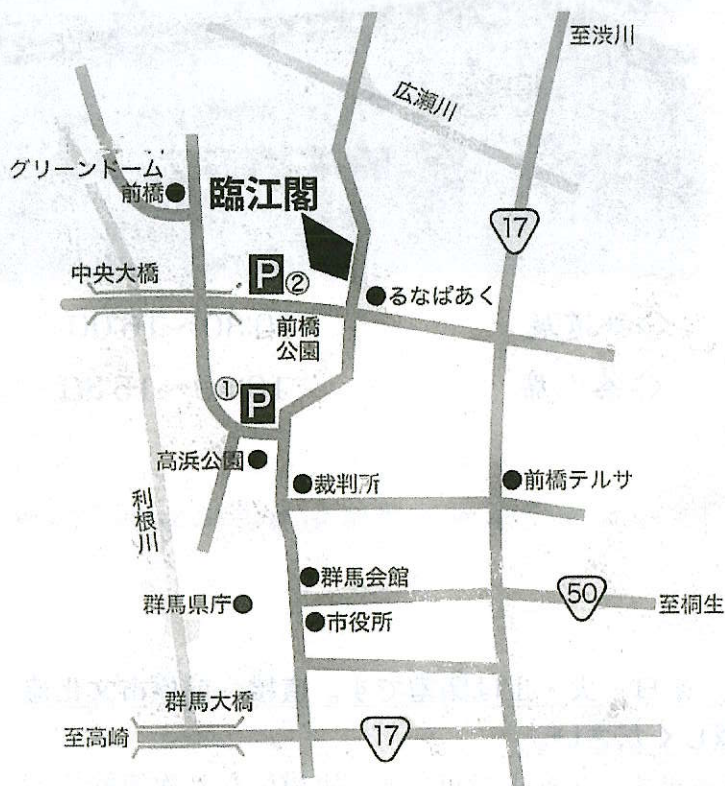 至渋川
広瀬川
グリーンドーム
前橋
臨江閣
17
中央大橋
P②
るなぱあく
前橋
公園
①P
高浜公園
裁判所
前橋テルサ
利根川
群馬会館
群馬県庁
50
至桐生
市役所
群馬大橋
至高崎
17